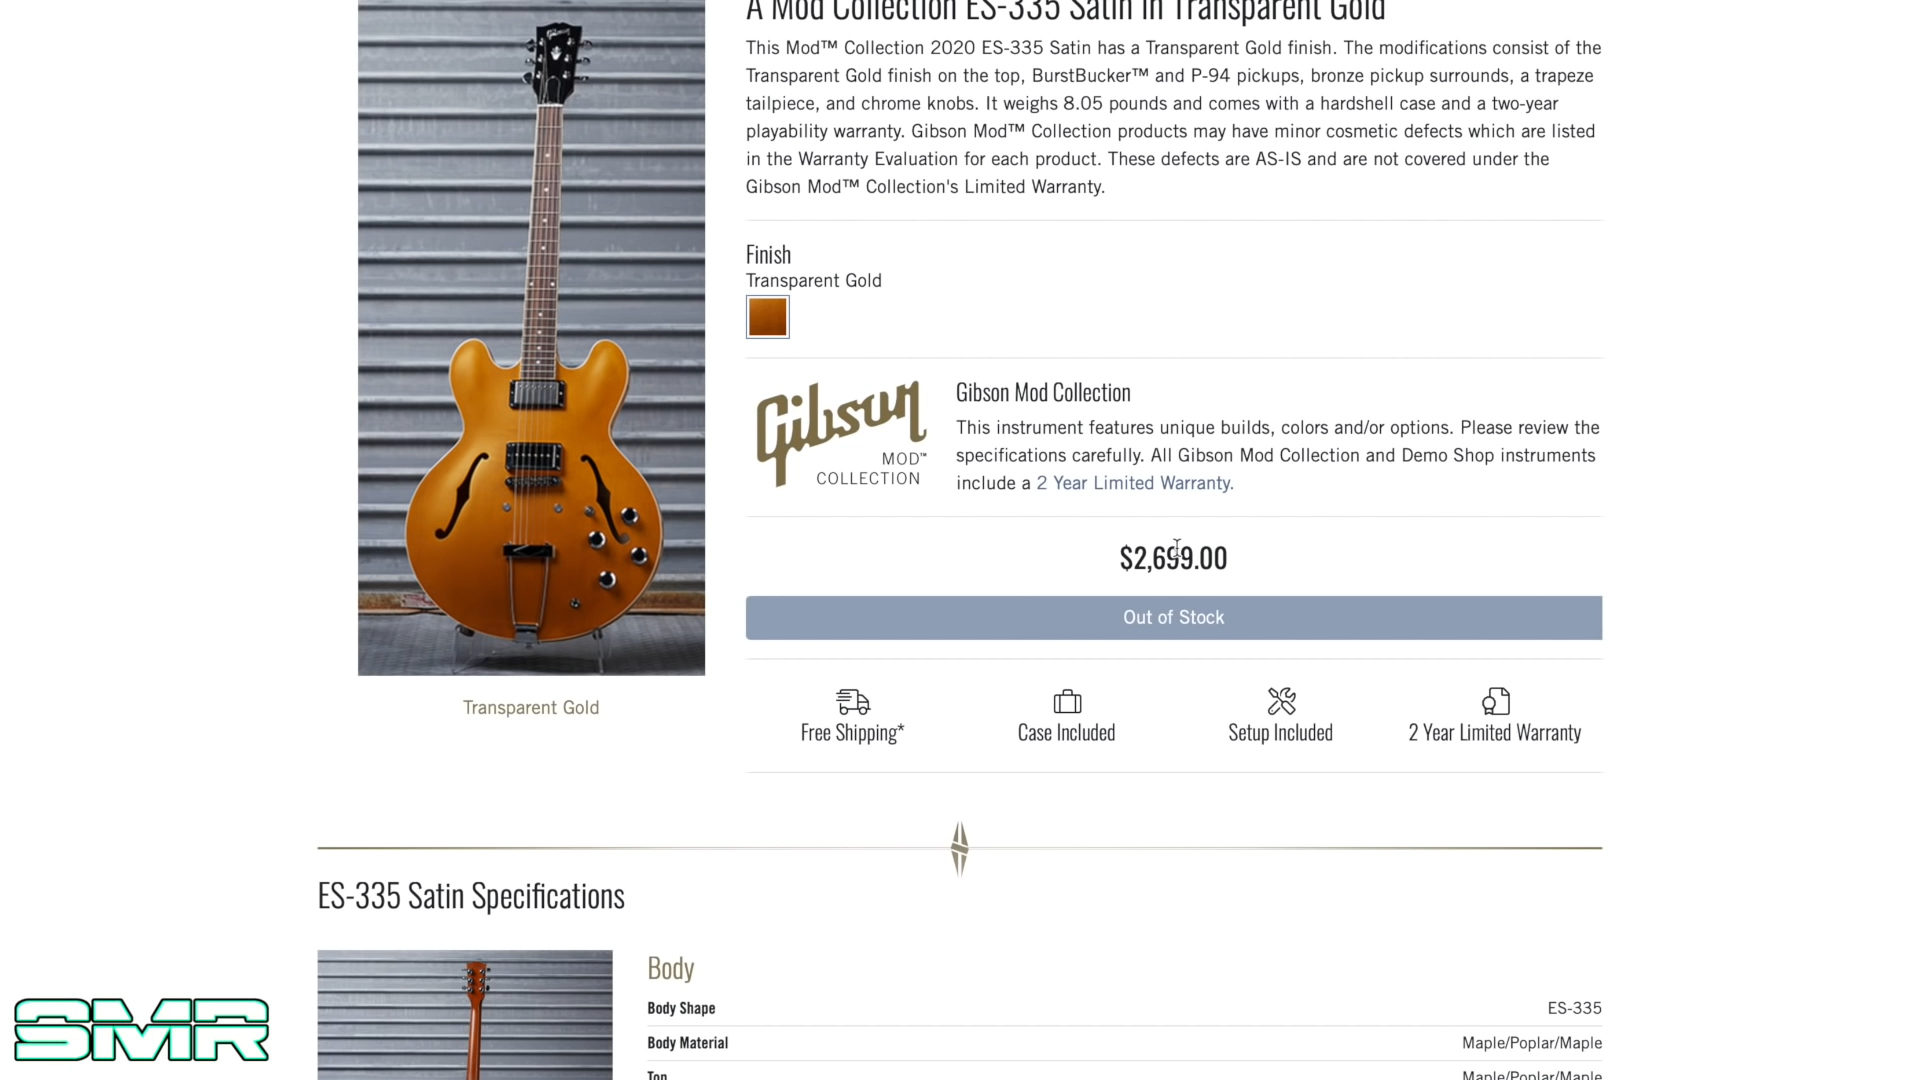 A Mod Collection ES-335 Satin in Transparent Gold
This Mod™ Collection 2020 ES-335 Satin has a Transparent Gold finish. The modifications consist of the
Transparent Gold finish on the top, BurstBucker™ and P-94 pickups, bronze pickup surrounds, a trapeze
tailpiece, and chrome knobs. It weighs 8.05 pounds and comes with a hardshell case and a two-year
playability warranty. Gibson Mod™ Collection products may have minor cosmetic defects which are listed
in the Warranty Evaluation for each product. These defects are AS-IS and are not covered under the
Gibson Mod™ Collection's Limited Warranty.
Finish
Transparent Gold
Gibson
MOD™
COLLECTION
Gibson Mod Collection
This instrument features unique builds, colors and/or options. Please review the
specifications carefully. All Gibson Mod Collection and Demo Shop instruments
include a 2 Year Limited Warranty.
$2,699.00
Out of Stock
Transparent Gold
Free Shipping*
Case Included
Setup Included
2 Year Limited Warranty
ES-335 Satin Specifications
Body
Body Shape
ES-335
Body Material
Maple/Poplar/Maple
Top
Maple/Poplar/Maple
SMR